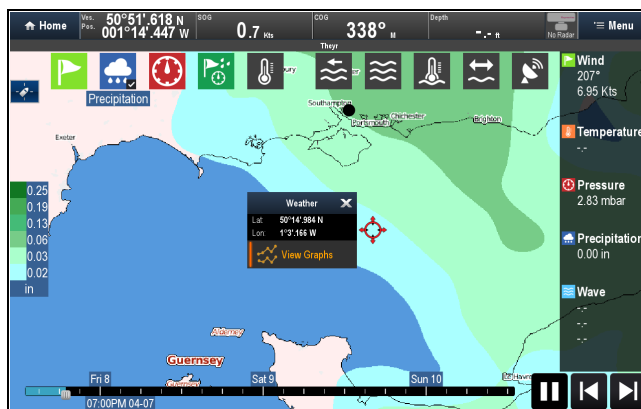 Home
Ves. Pos. 50°51'.618 N
001°14'.447 W
SOG
0.7 Kts
COG
338° M
Depth
-.- ft
No Radar
Menu
Theyr
Precipitation
Southampton
Portsmouth
Chichester
Brighton
Exeter
0.25
0.19
0.13
0.06
0.03
0.02
in
Weather X
Lat: 50°14'.984 N
Lon: 1°3'.166 W
View Graphs
Wind
207°
6.95 Kts
Temperature
-.-
Pressure
2.83 mbar
Precipitation
0.00 in
Wave
-.-
-.-
-.-
Alderney
Guernsey
Guernsey
Fri 8
Sat 9
Sun 10
07:00PM 04-07